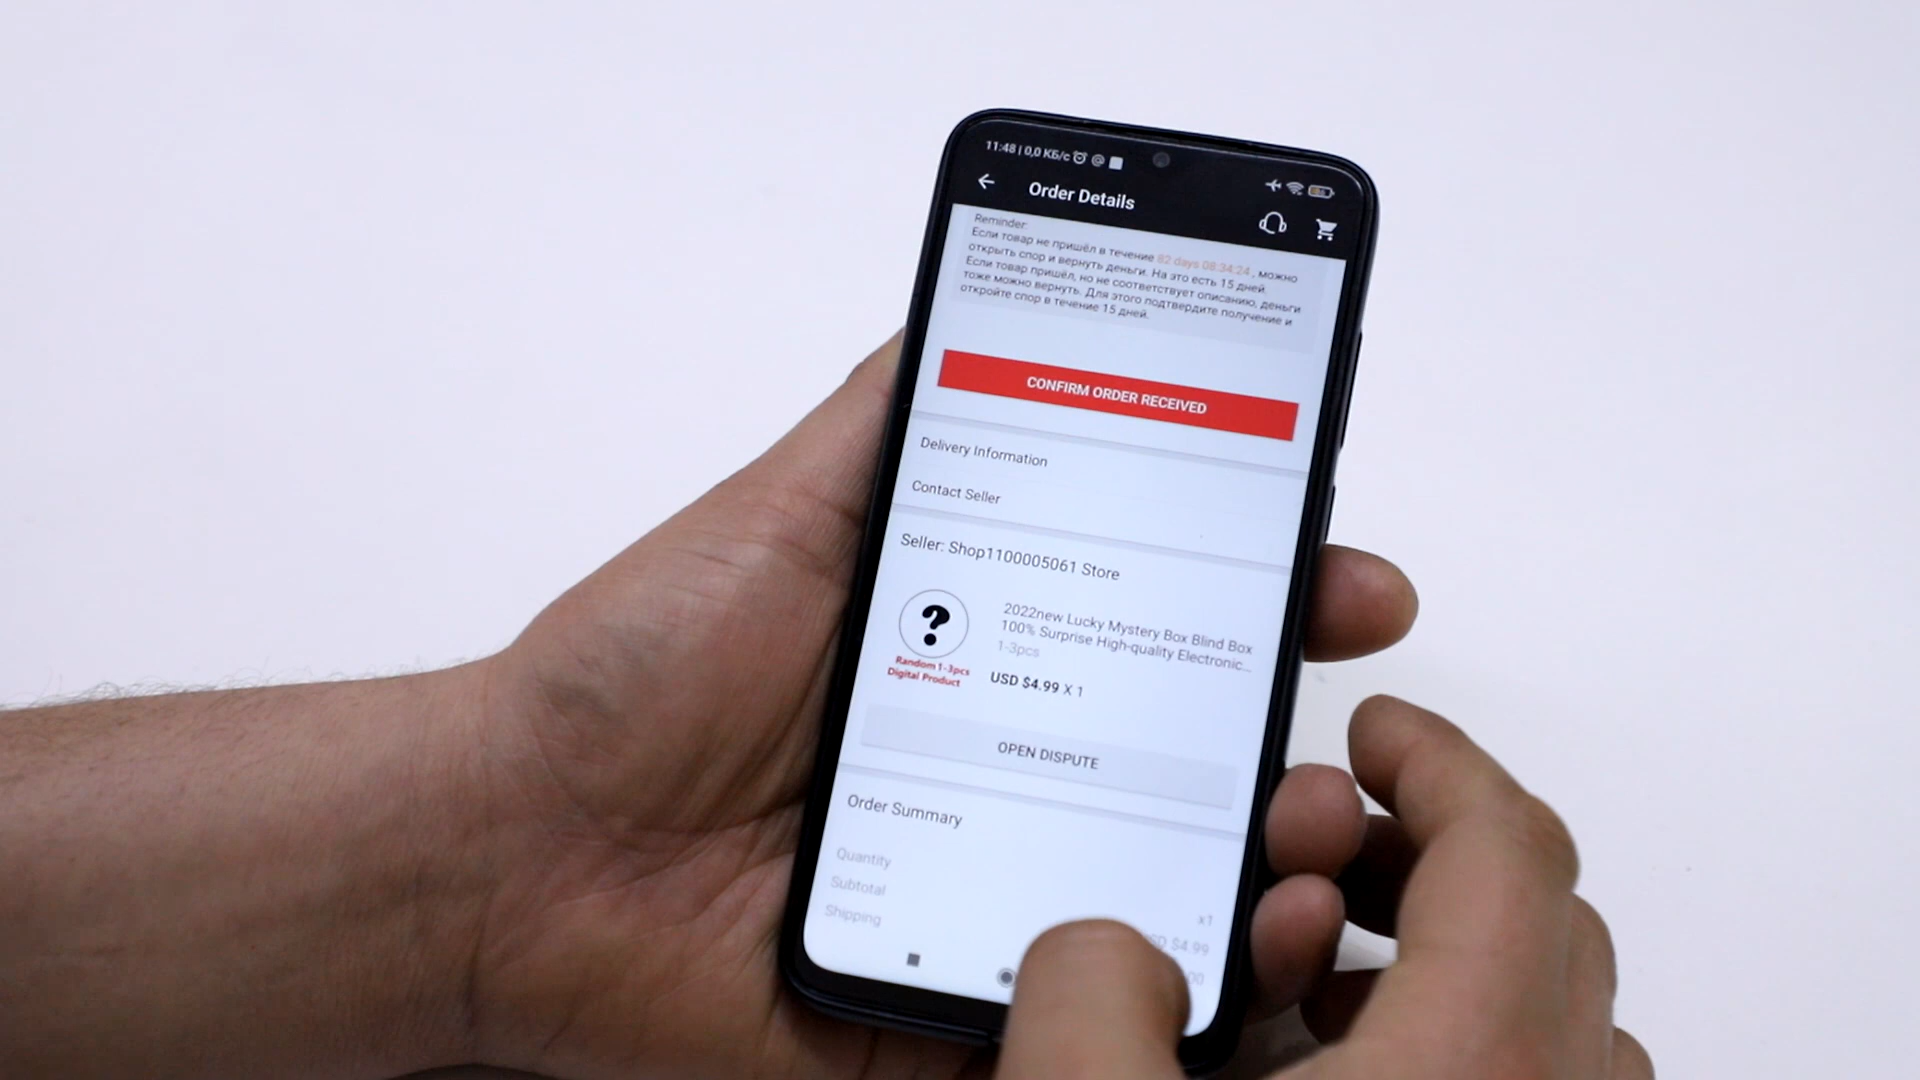 11:48 | 0,0 КБ/с
Order Details
Reminder:
Если товар не пришёл в течение 82 days 08:34:24 , можно
открыть спор и вернуть деньги. На это есть 15 дней.
Если товар пришёл, но не соответствует описанию, деньги
тоже можно вернуть. Для этого подтвердите получение и
откройте спор в течение 15 дней.
CONFIRM ORDER RECEIVED
Delivery Information
Contact Seller
Seller: Shop1100005061 Store
?
Random 1-3pcs
Digital Product
2022new Lucky Mystery Box Blind Box
100% Surprise High-quality Electronic...
1-3pcs
USD $4.99 X 1
OPEN DISPUTE
Order Summary
Quantity
x1
Subtotal
$4.99
Shipping